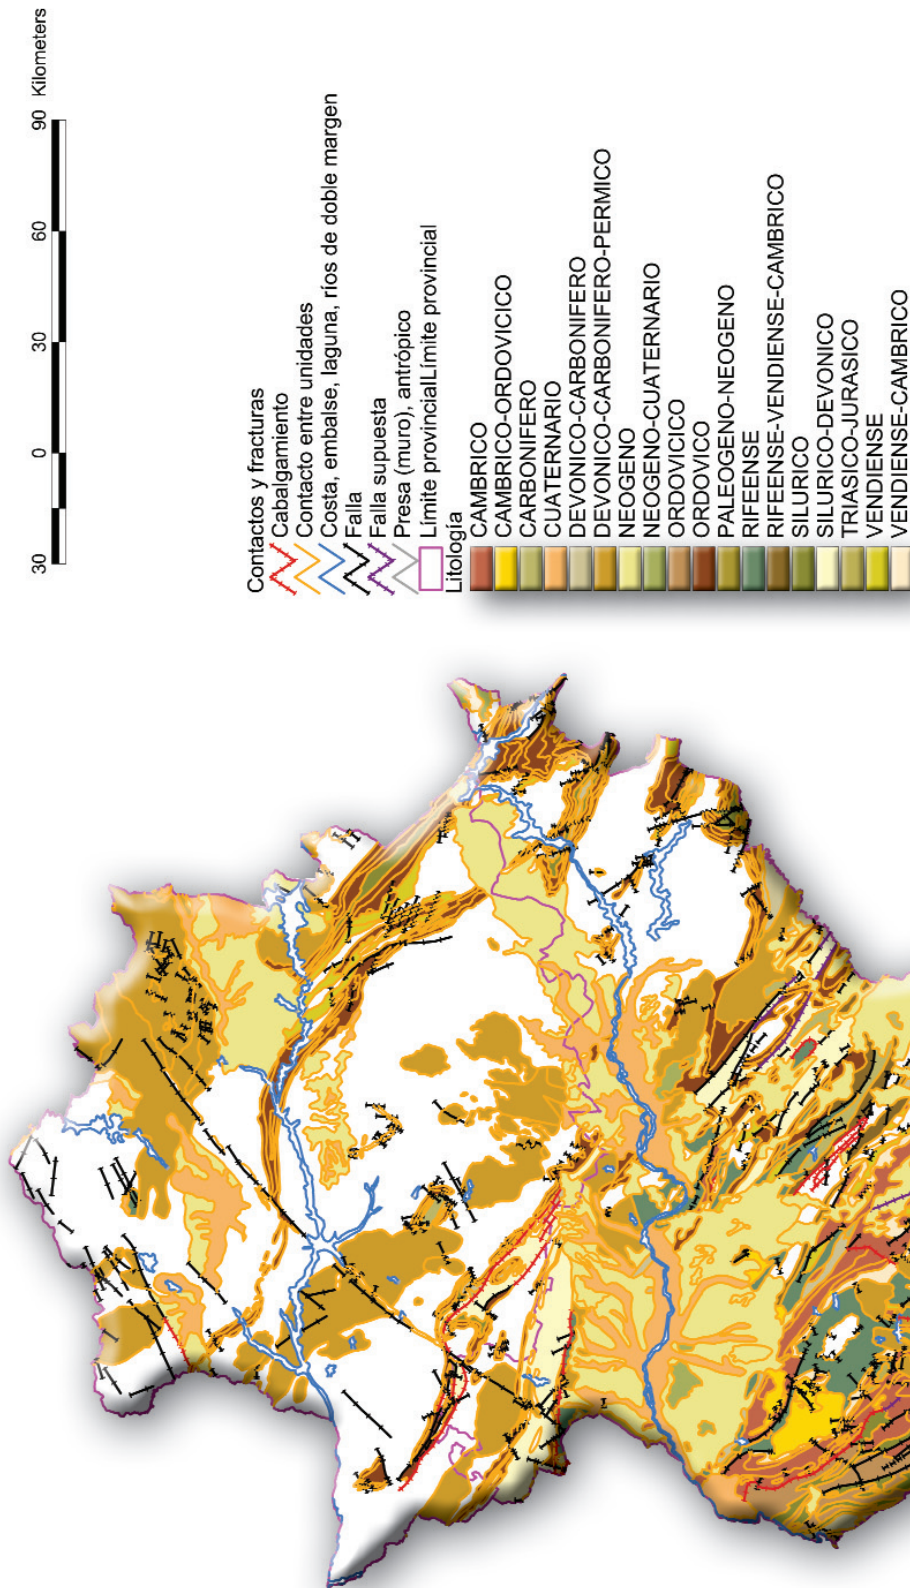 30 0 30 60 90 Kilometers
Contactos y fracturas
Cabalgamiento
Contacto entre unidades
Costa, embalse, laguna, ríos de doble margen
Falla
Falla supuesta
Presa (muro), antrópico
Límite provincialLímite provincial
Litología
CAMBRICO
CAMBRICO-ORDOVICICO
CARBONIFERO
CUATERNARIO
DEVONICO-CARBONIFERO
DEVONICO-CARBONIFERO-PERMICO
NEOGENO
NEOGENO-CUATERNARIO
ORDOVICICO
ORDOVICO
PALEOGENO-NEOGENO
RIFEENSE
RIFEENSE-VENDIENSE-CAMBRICO
SILURICO
SILURICO-DEVONICO
TRIASICO-JURASICO
VENDIENSE
VENDIENSE-CAMBRICO